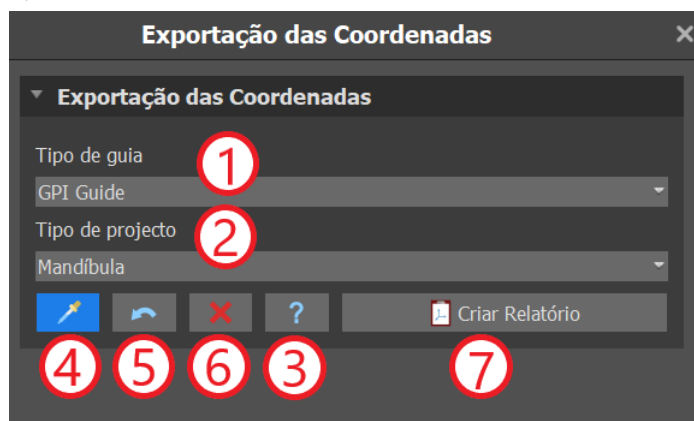 Exportação das Coordenadas
Exportação das Coordenadas
Tipo de guia
1
GPI Guide
Tipo de projecto
2
Mandíbula
? Criar Relatório
4 5 6 3 7